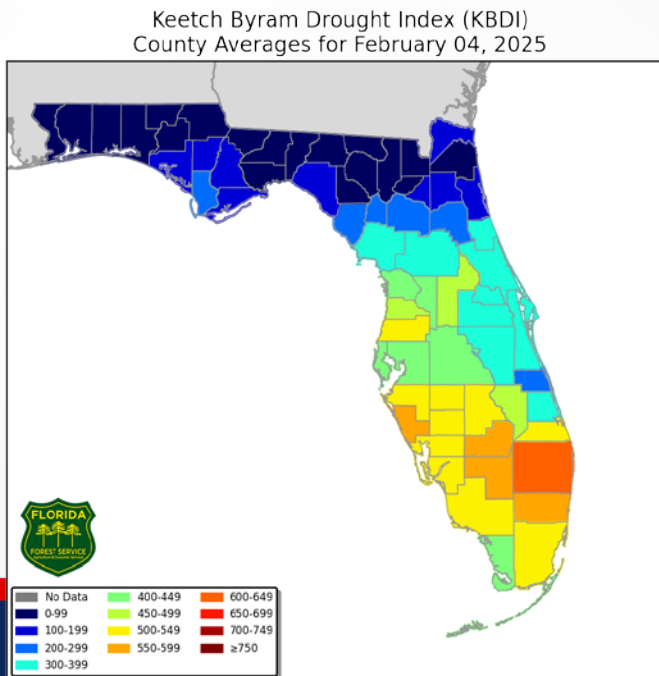 Keetch Byram Drought Index (KBDI)
County Averages for February 04, 2025
FLORIDA
FOREST SERVICE
No Data
0-99
100-199
200-299
300-399
400-449
450-499
500-549
550-599
600-649
650-699
700-749
≥750